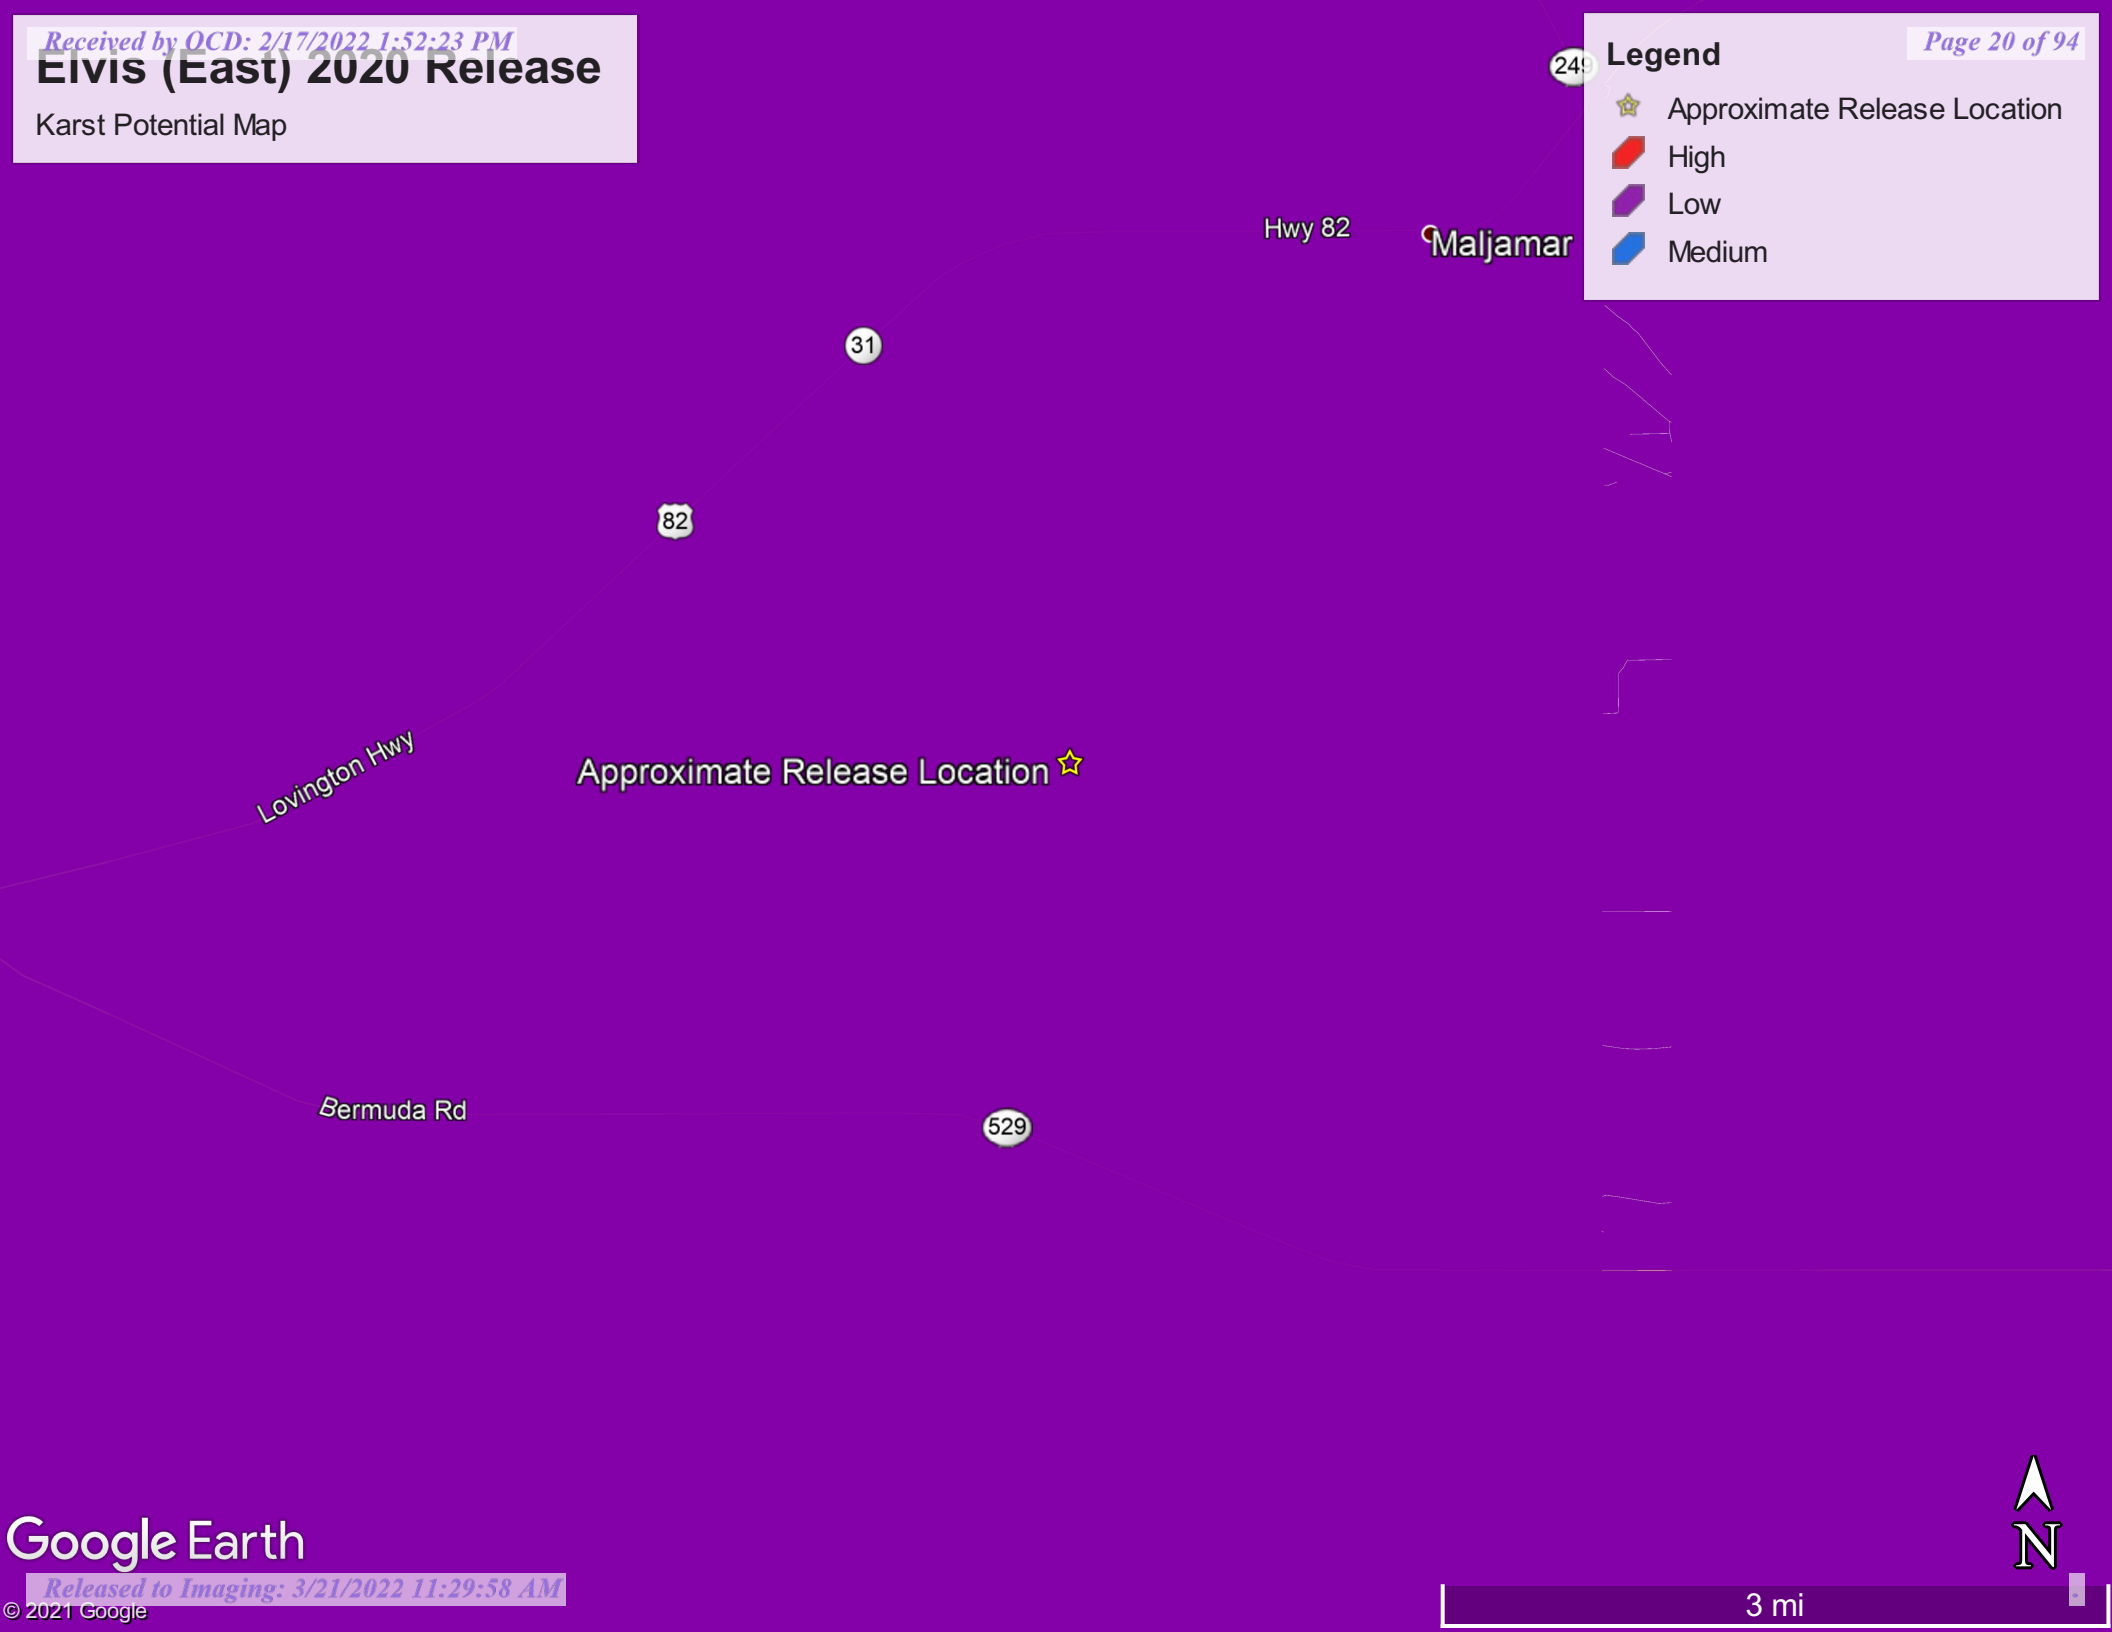 Received by OCD: 2/17/2022 1:52:23 PM
Page 20 of 94
Elvis (East) 2020 Release
Karst Potential Map
Legend
Approximate Release Location
High
Low
Medium
249
Hwy 82
Maljamar
31
82
Lovington Hwy
Approximate Release Location
Bermuda Rd
529
N
Google Earth
Released to Imaging: 3/21/2022 11:29:58 AM
© 2021 Google
3 mi